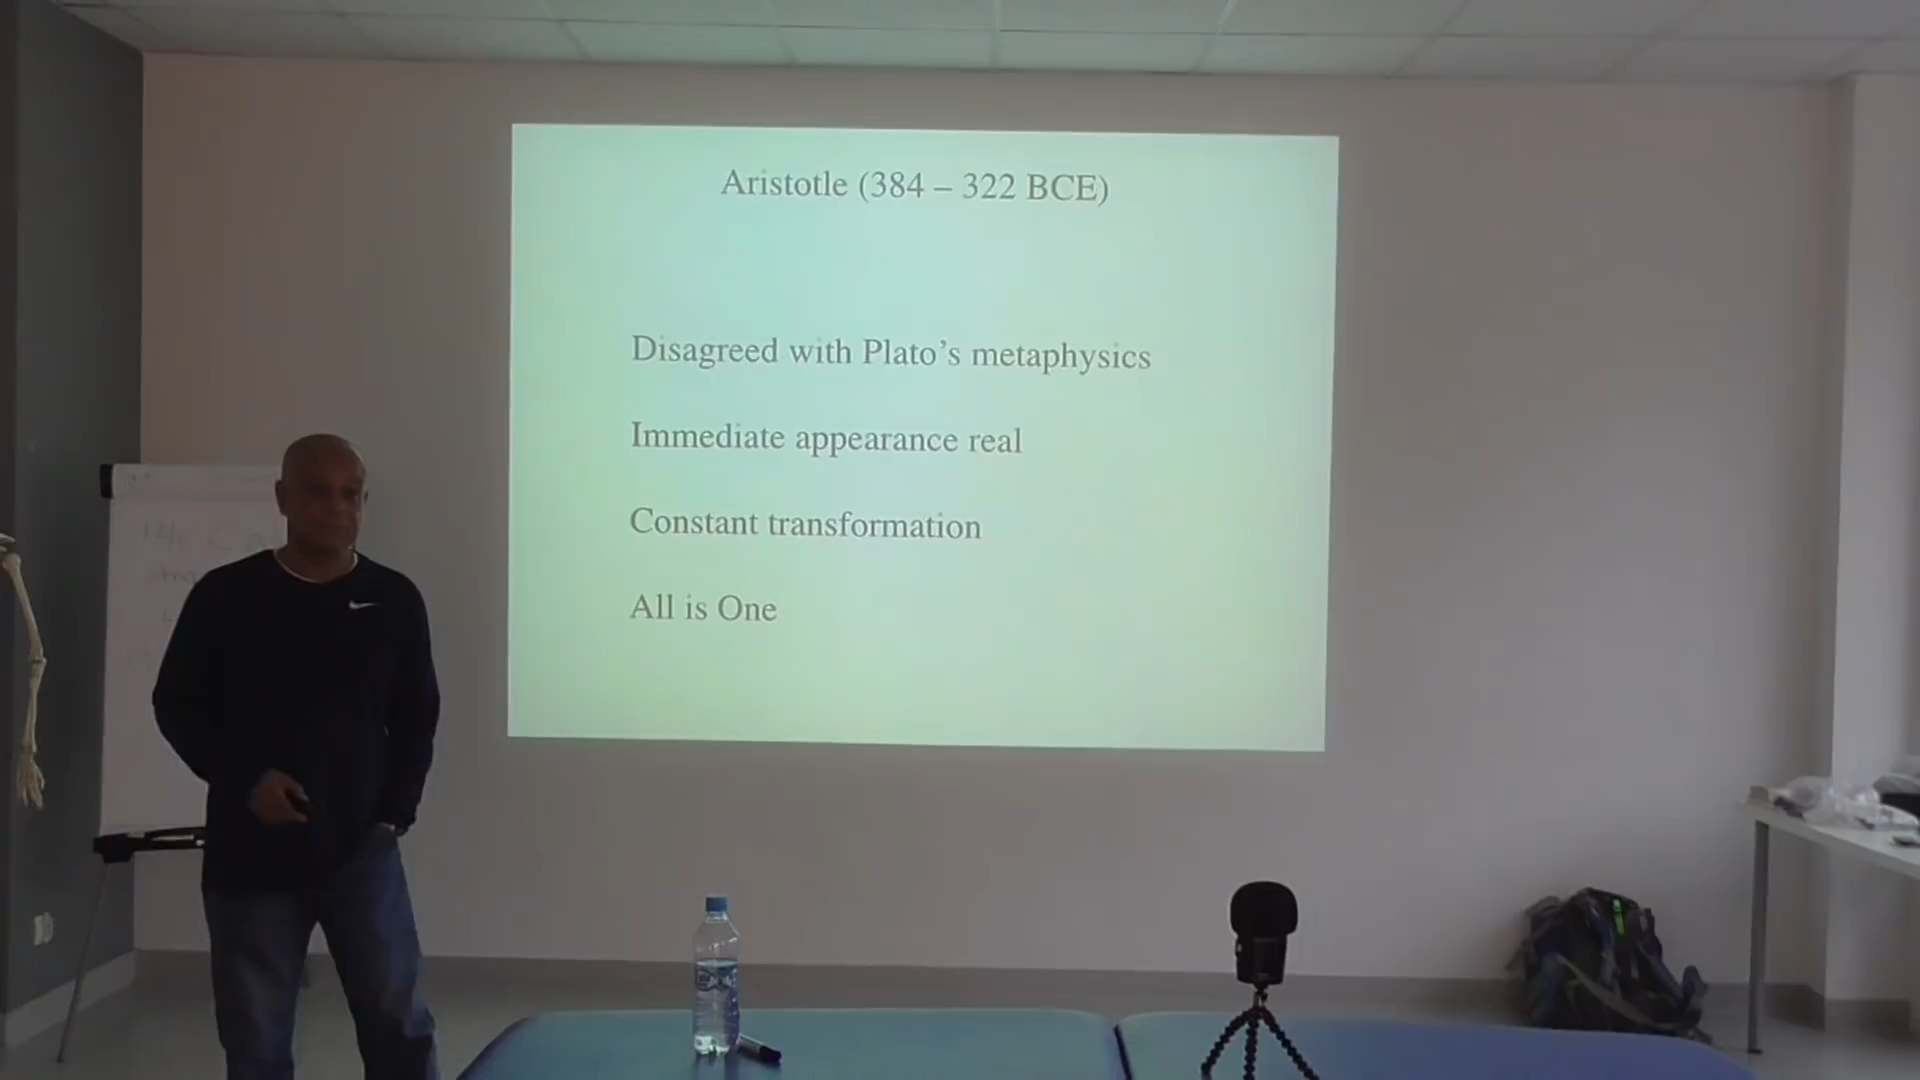 Aristotle (384 – 322 BCE)
Disagreed with Plato’s metaphysics
Immediate appearance real
Constant transformation
All is One